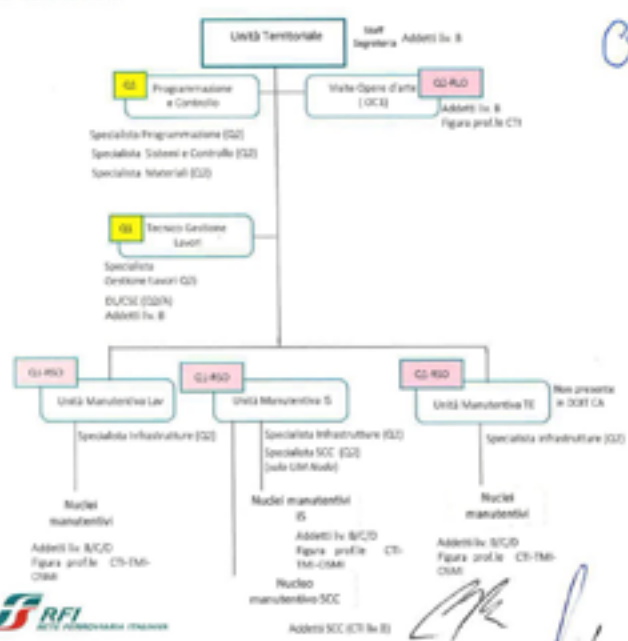 Unità Territoriale
Staff
Segreteria Addetti liv. B
Q1
Programmazione
e Controllo
Visite Opere d'arte
(OCI)
Q2-RLO
Addetti liv. B
Figura prof.le CTI
Specialista Programmazione (Q2)
Specialista Sistemi e Controllo (Q2)
Specialista Materiali (Q2)
Q1
Tecnico Gestione
Lavori
Specialista
Gestione Lavori Q2)
DL/CSE (Q2/A)
Addetti liv. B
Q1-RSO
Unità Manutentiva Lav
Q1-RSO
Unità Manutentiva IS
Q1-RSO
Unità Manutentiva TE
Non presente
in DOIT CA
Specialista Infrastrutture (Q2)
Specialista Infrastrutture (Q2)
Specialista SCC (Q2)
(solo UM Nodo)
Specialista infrastrutture (Q2)
Nuclei
manutentivi
Addetti liv. B/C/D
Figura prof.le CTI-TMI-
OSMI
Nuclei manutentivi
IS
Addetti liv. B/C/D
Figura prof.le CTI-
TMI-OSMI
Nucleo
manutentivo SCC
Addetti SCC (CTI liv. B)
Nuclei
manutentivi
Addetti liv. B/C/D
Figura prof.le CTI-TMI-
OSMI
RFI
RETE FERROVIARIA ITALIANA